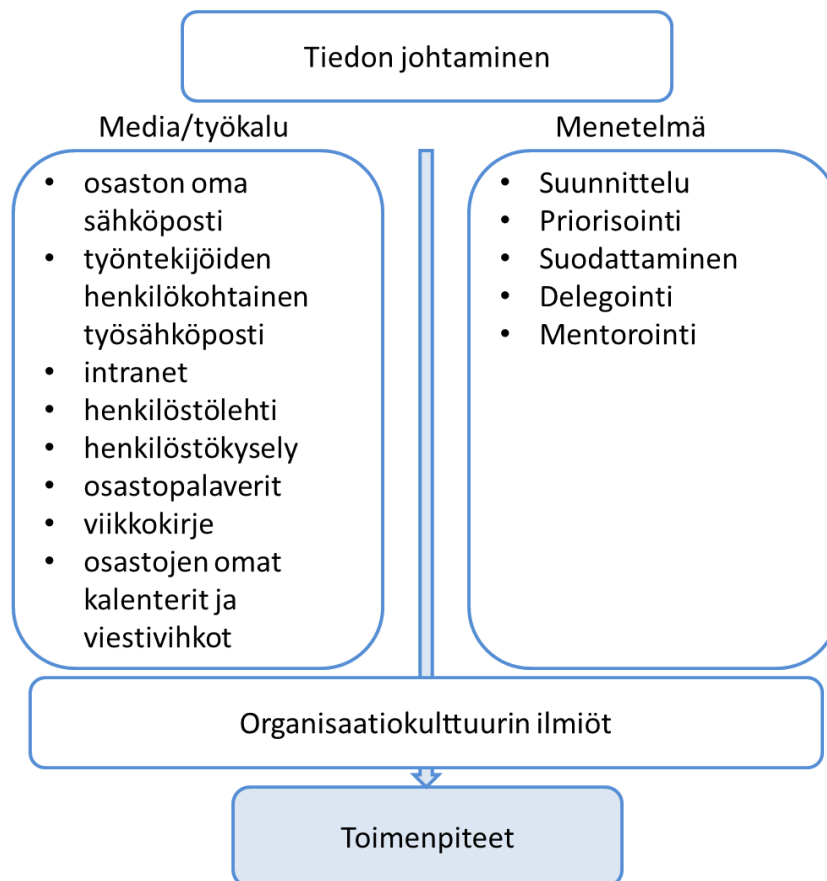 Tiedon johtaminen
Media/työkalu
• osaston oma
sähköposti
• työntekijöiden
henkilökohtainen
työsähköposti
• intranet
• henkilöstölehti
• henkilöstökysely
• osastopalaverit
• viikkokirje
• osastojen omat
kalenterit ja
viestivihkot
Menetelmä
• Suunnittelu
• Priorisointi
• Suodattaminen
• Delegointi
• Mentorointi
Organisaatiokulttuurin ilmiöt
Toimenpiteet